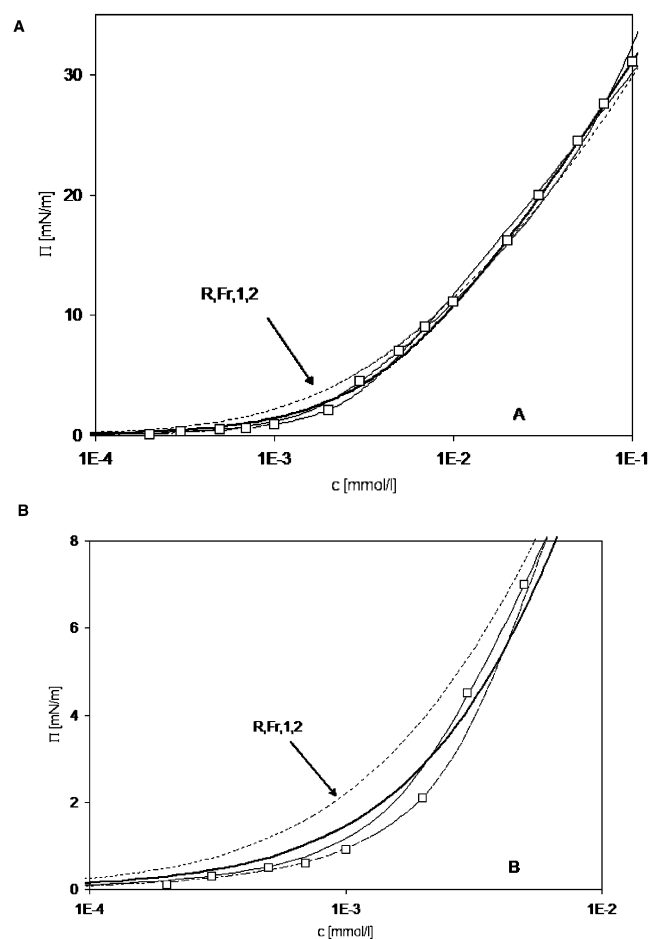 A
30
20
10
0
Π [mN/m]
R,Fr,1,2
A
1E-4 1E-3 1E-2 1E-1
c [mmol/l]
B
8
6
4
2
0
Π [mN/m]
R,Fr,1,2
B
1E-4 1E-3 1E-2
c [mmol/l]